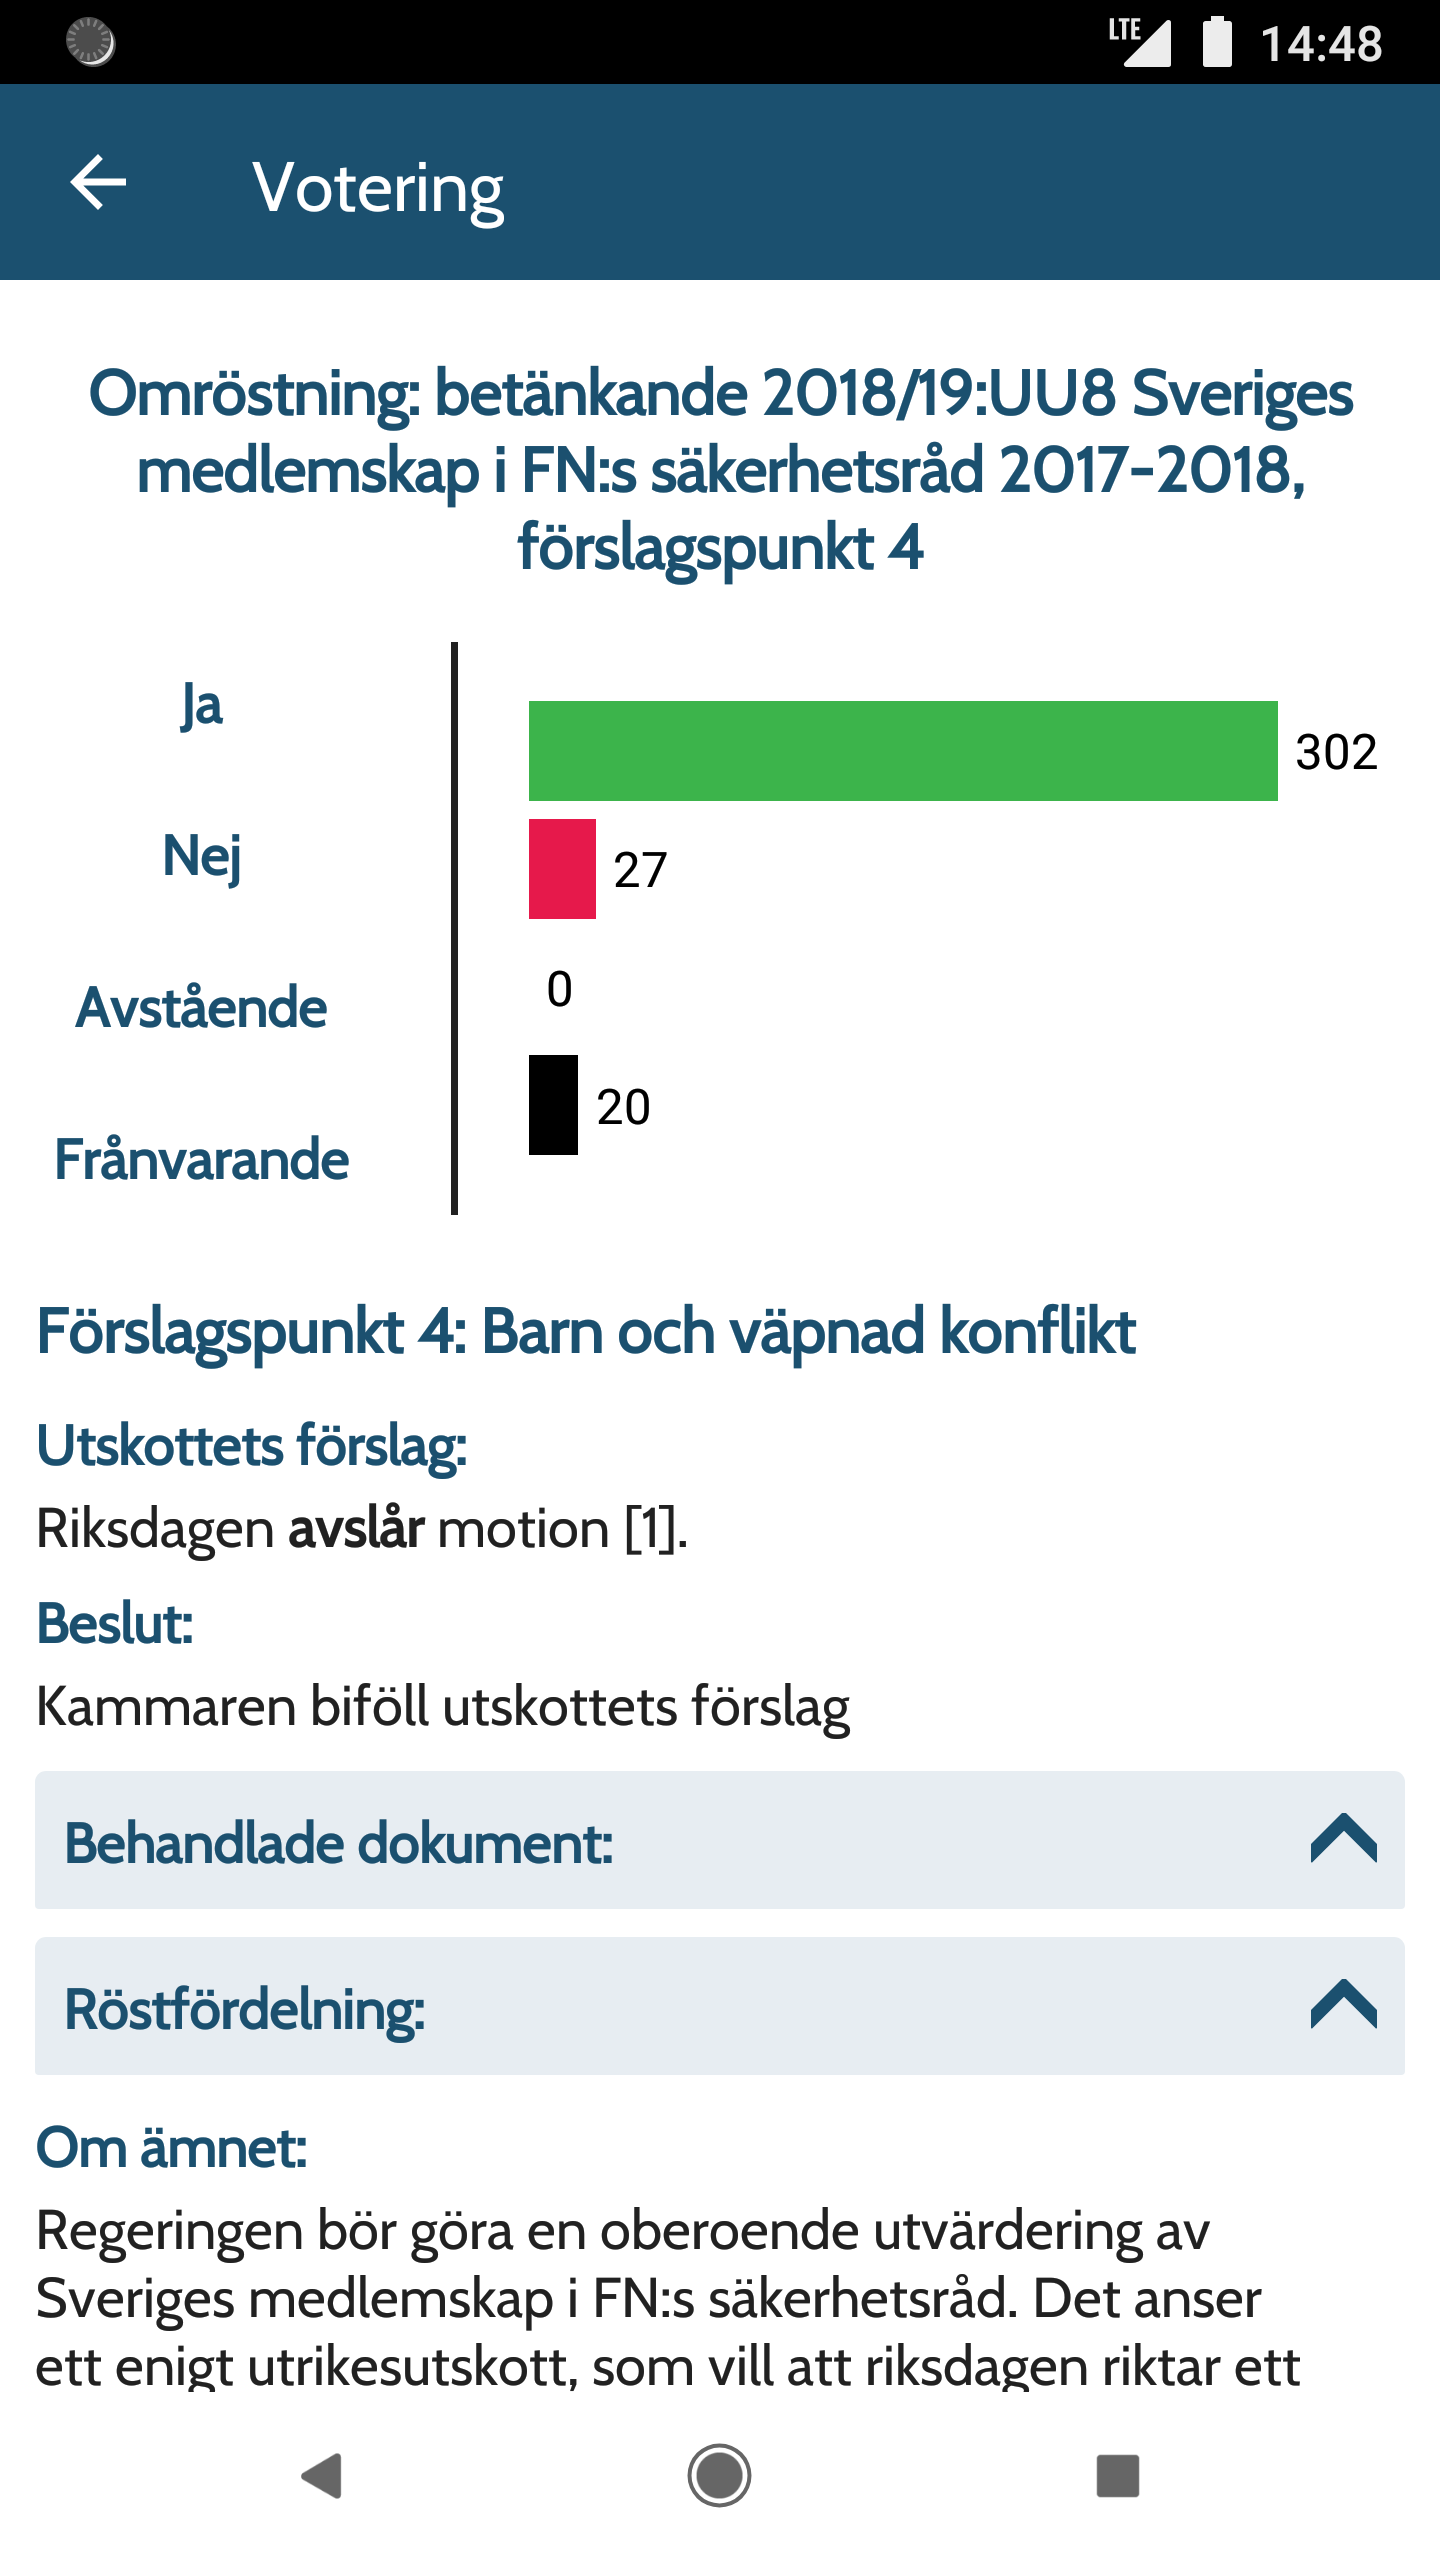 LTE 14:48
Votering
Omröstning: betänkande 2018/19:UU8 Sveriges
medlemskap i FN:s säkerhetsråd 2017-2018,
förslagspunkt 4
Ja
302
Nej
27
Avstående
0
Frånvarande
20
Förslagspunkt 4: Barn och väpnad konflikt
Utskottets förslag:
Riksdagen avslår motion [1].
Beslut:
Kammaren biföll utskottets förslag
Behandlade dokument:
Röstfördelning:
Om ämnet:
Regeringen bör göra en oberoende utvärdering av
Sveriges medlemskap i FN:s säkerhetsråd. Det anser
ett enigt utrikesutskott, som vill att riksdagen riktar ett